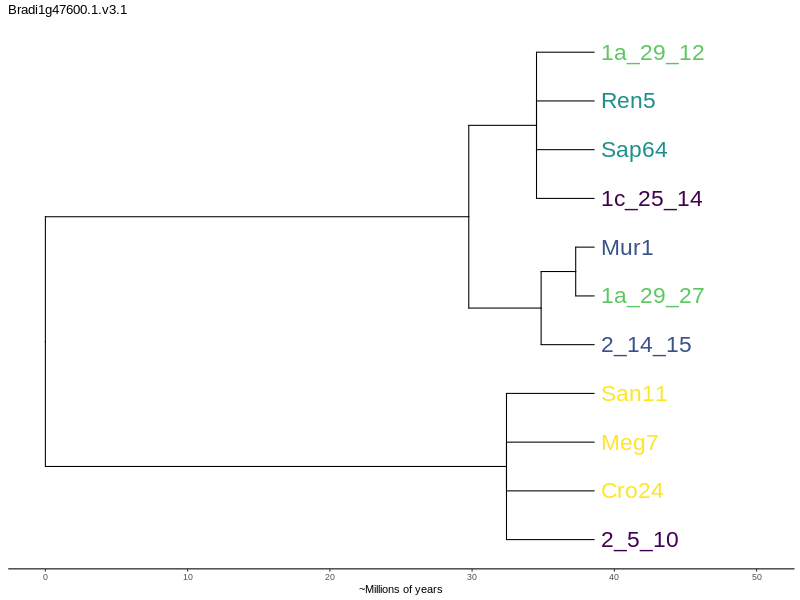 Bradi1g47600.1.v3.1
1a_29_12
Ren5
Sap64
1c_25_14
Mur1
1a_29_27
2_14_15
San11
Meg7
Cro24
2_5_10
0 10 20 30 40 50
~Millions of years